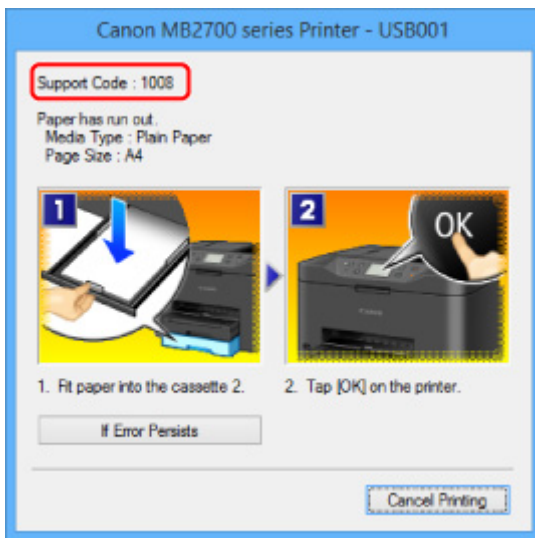 Canon MB2700 series Printer - USB001
Support Code : 1008
Paper has run out.
Media Type : Plain Paper
Page Size : A4
1
2
OK
Canon
1. Fit paper into the cassette 2.
2. Tap [OK] on the printer.
If Error Persists
Cancel Printing